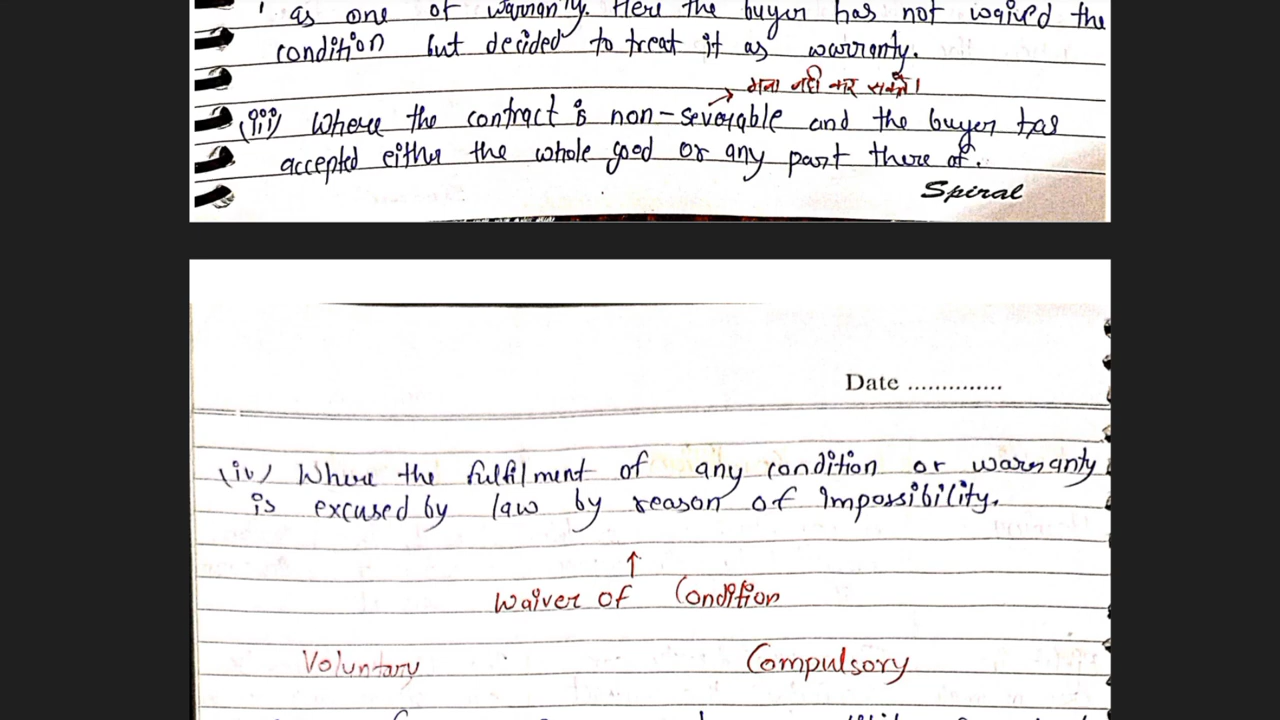 as one of warranty. Here the buyer has not waived the
condition but decided to treat it as warranty.
नही कर सकते।
(iii) Where the contract is non-severable and the buyer has
accepted either the whole good or any part there of.
Spiral
Date ..............
(iv) Where the fulfilment of any condition or warranty
is excused by law by reason of Impossibility.
↑
Waiver of Condition
Voluntary Compulsory